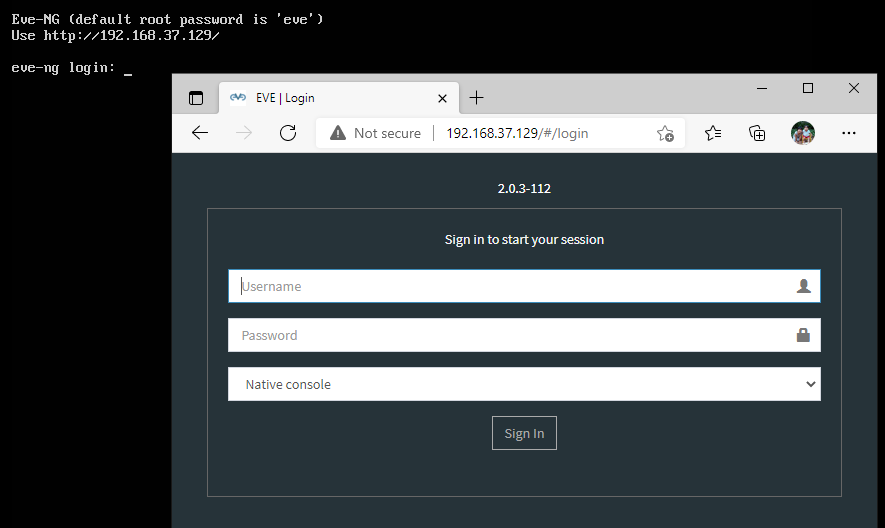 Eve-NG (default root password is 'eve')
Use http://192.168.37.129/
eve-ng login: _
EVE | Login
Not secure | 192.168.37.129/#/login
2.0.3-112
Sign in to start your session
Username
Password
Native console
Sign In